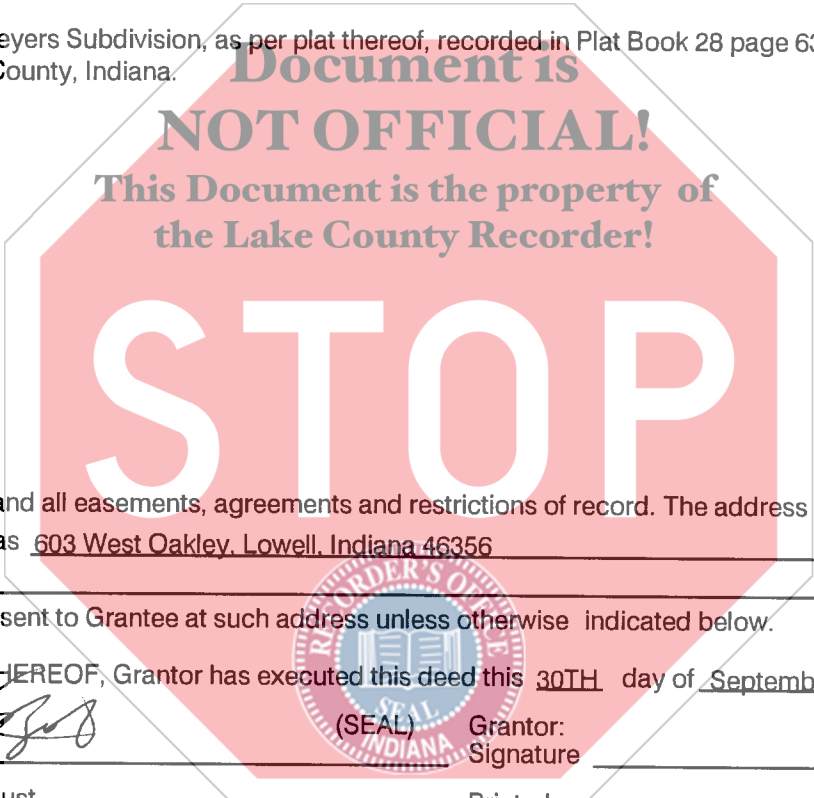 eyers Subdivision, as per plat thereof, recorded in Plat Book 28 page 63
County, Indiana.
Document is
NOT OFFICIAL!
This Document is the property of
the Lake County Recorder!
STOP
and all easements, agreements and restrictions of record. The address
as 603 West Oakley, Lowell, Indiana 46356
sent to Grantee at such address unless otherwise indicated below.
HEREOF, Grantor has executed this deed this 30TH day of Septemb
(SEAL) Grantor:
Signature
RECORDER'S OFFICE
SEAL
INDIANA